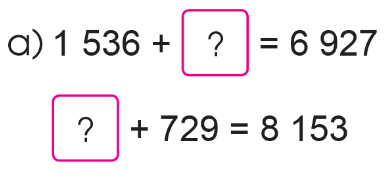 a) 1 536 + ? = 6 927
? + 729 = 8 153